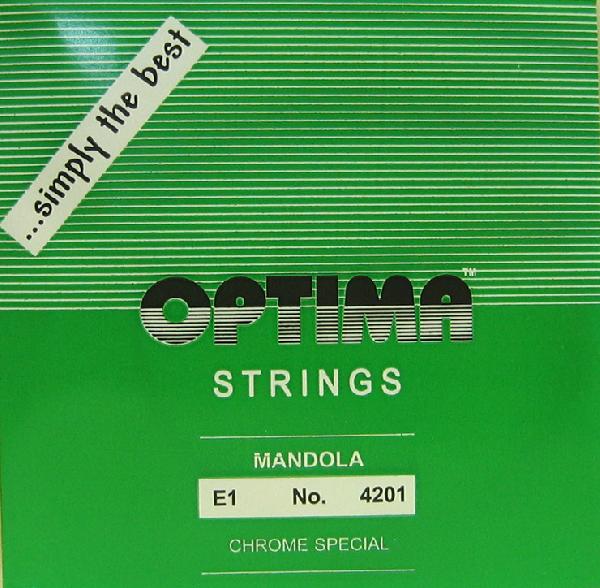 ...simply the best
OPTIMA™
STRINGS
MANDOLA
E1 No. 4201
CHROME SPECIAL